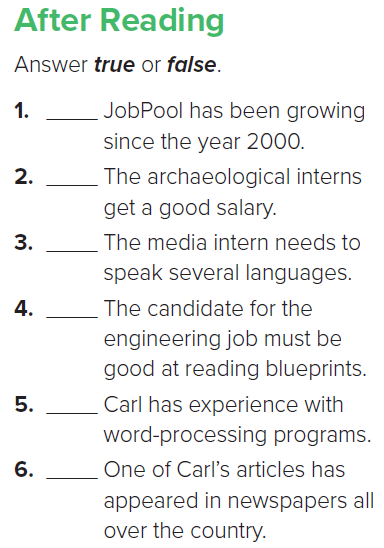 After Reading
Answer true or false.
1. _____ JobPool has been growing
since the year 2000.
2. _____ The archaeological interns
get a good salary.
3. _____ The media intern needs to
speak several languages.
4. _____ The candidate for the
engineering job must be
good at reading blueprints.
5. _____ Carl has experience with
word-processing programs.
6. _____ One of Carl’s articles has
appeared in newspapers all
over the country.